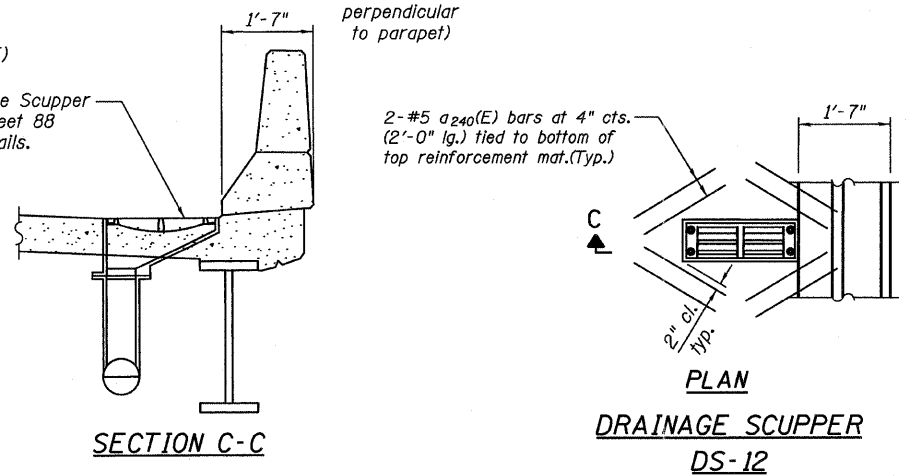 1'-7"
perpendicular
to parapet)
)
e Scupper
eet 88
ails.
SECTION C-C
2-#5 a240(E) bars at 4" cts.
(2'-0" lg.) tied to bottom of
top reinforcement mat.(Typ.)
1'-7"
C
2" cl.
typ.
PLAN
DRAINAGE SCUPPER
DS-12